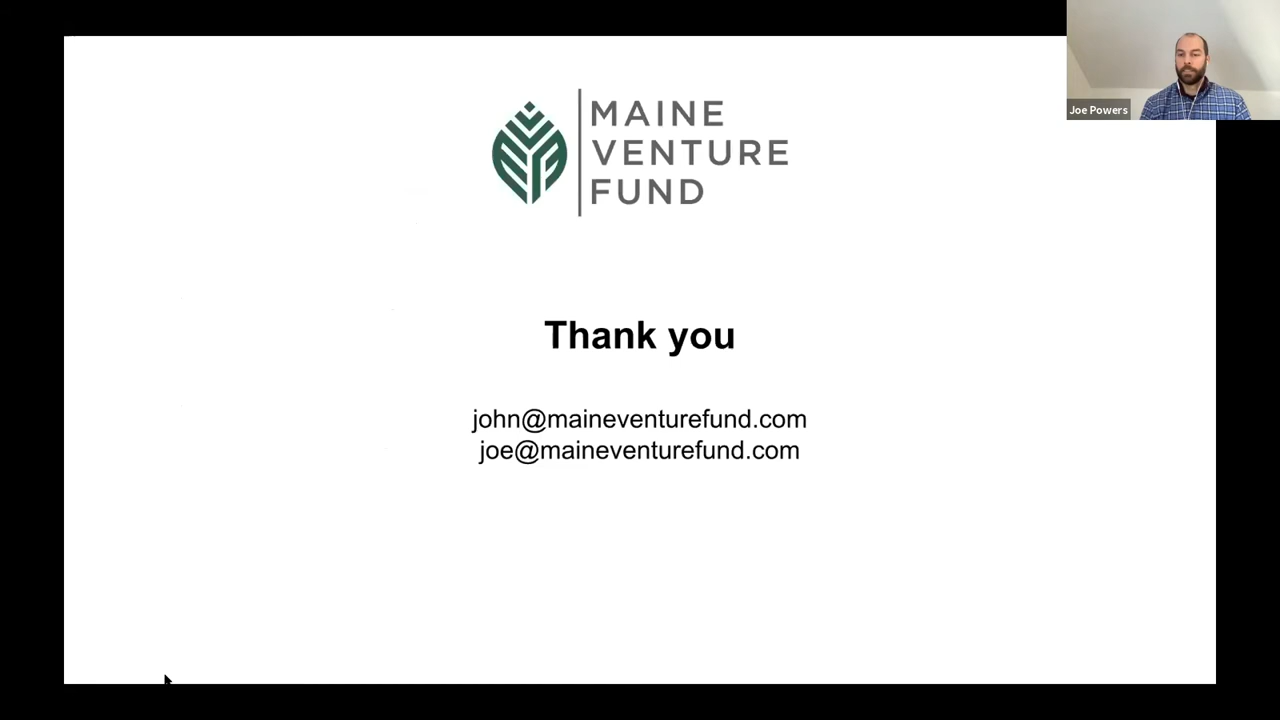 MAINE
VENTURE
FUND
Joe Powers
Thank you
john@maineventurefund.com
joe@maineventurefund.com